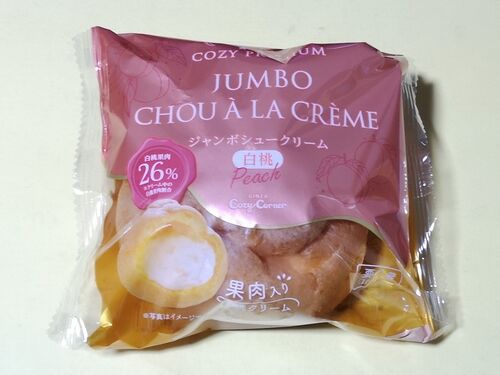 COZY PREMIUM
JUMBO
CHOU À LA CRÈME
ジャンボシュークリーム
白桃
Peach
白桃果肉
26%
GINZA
Cozy Corner
果肉入り
クリーム
※写真はイメージ